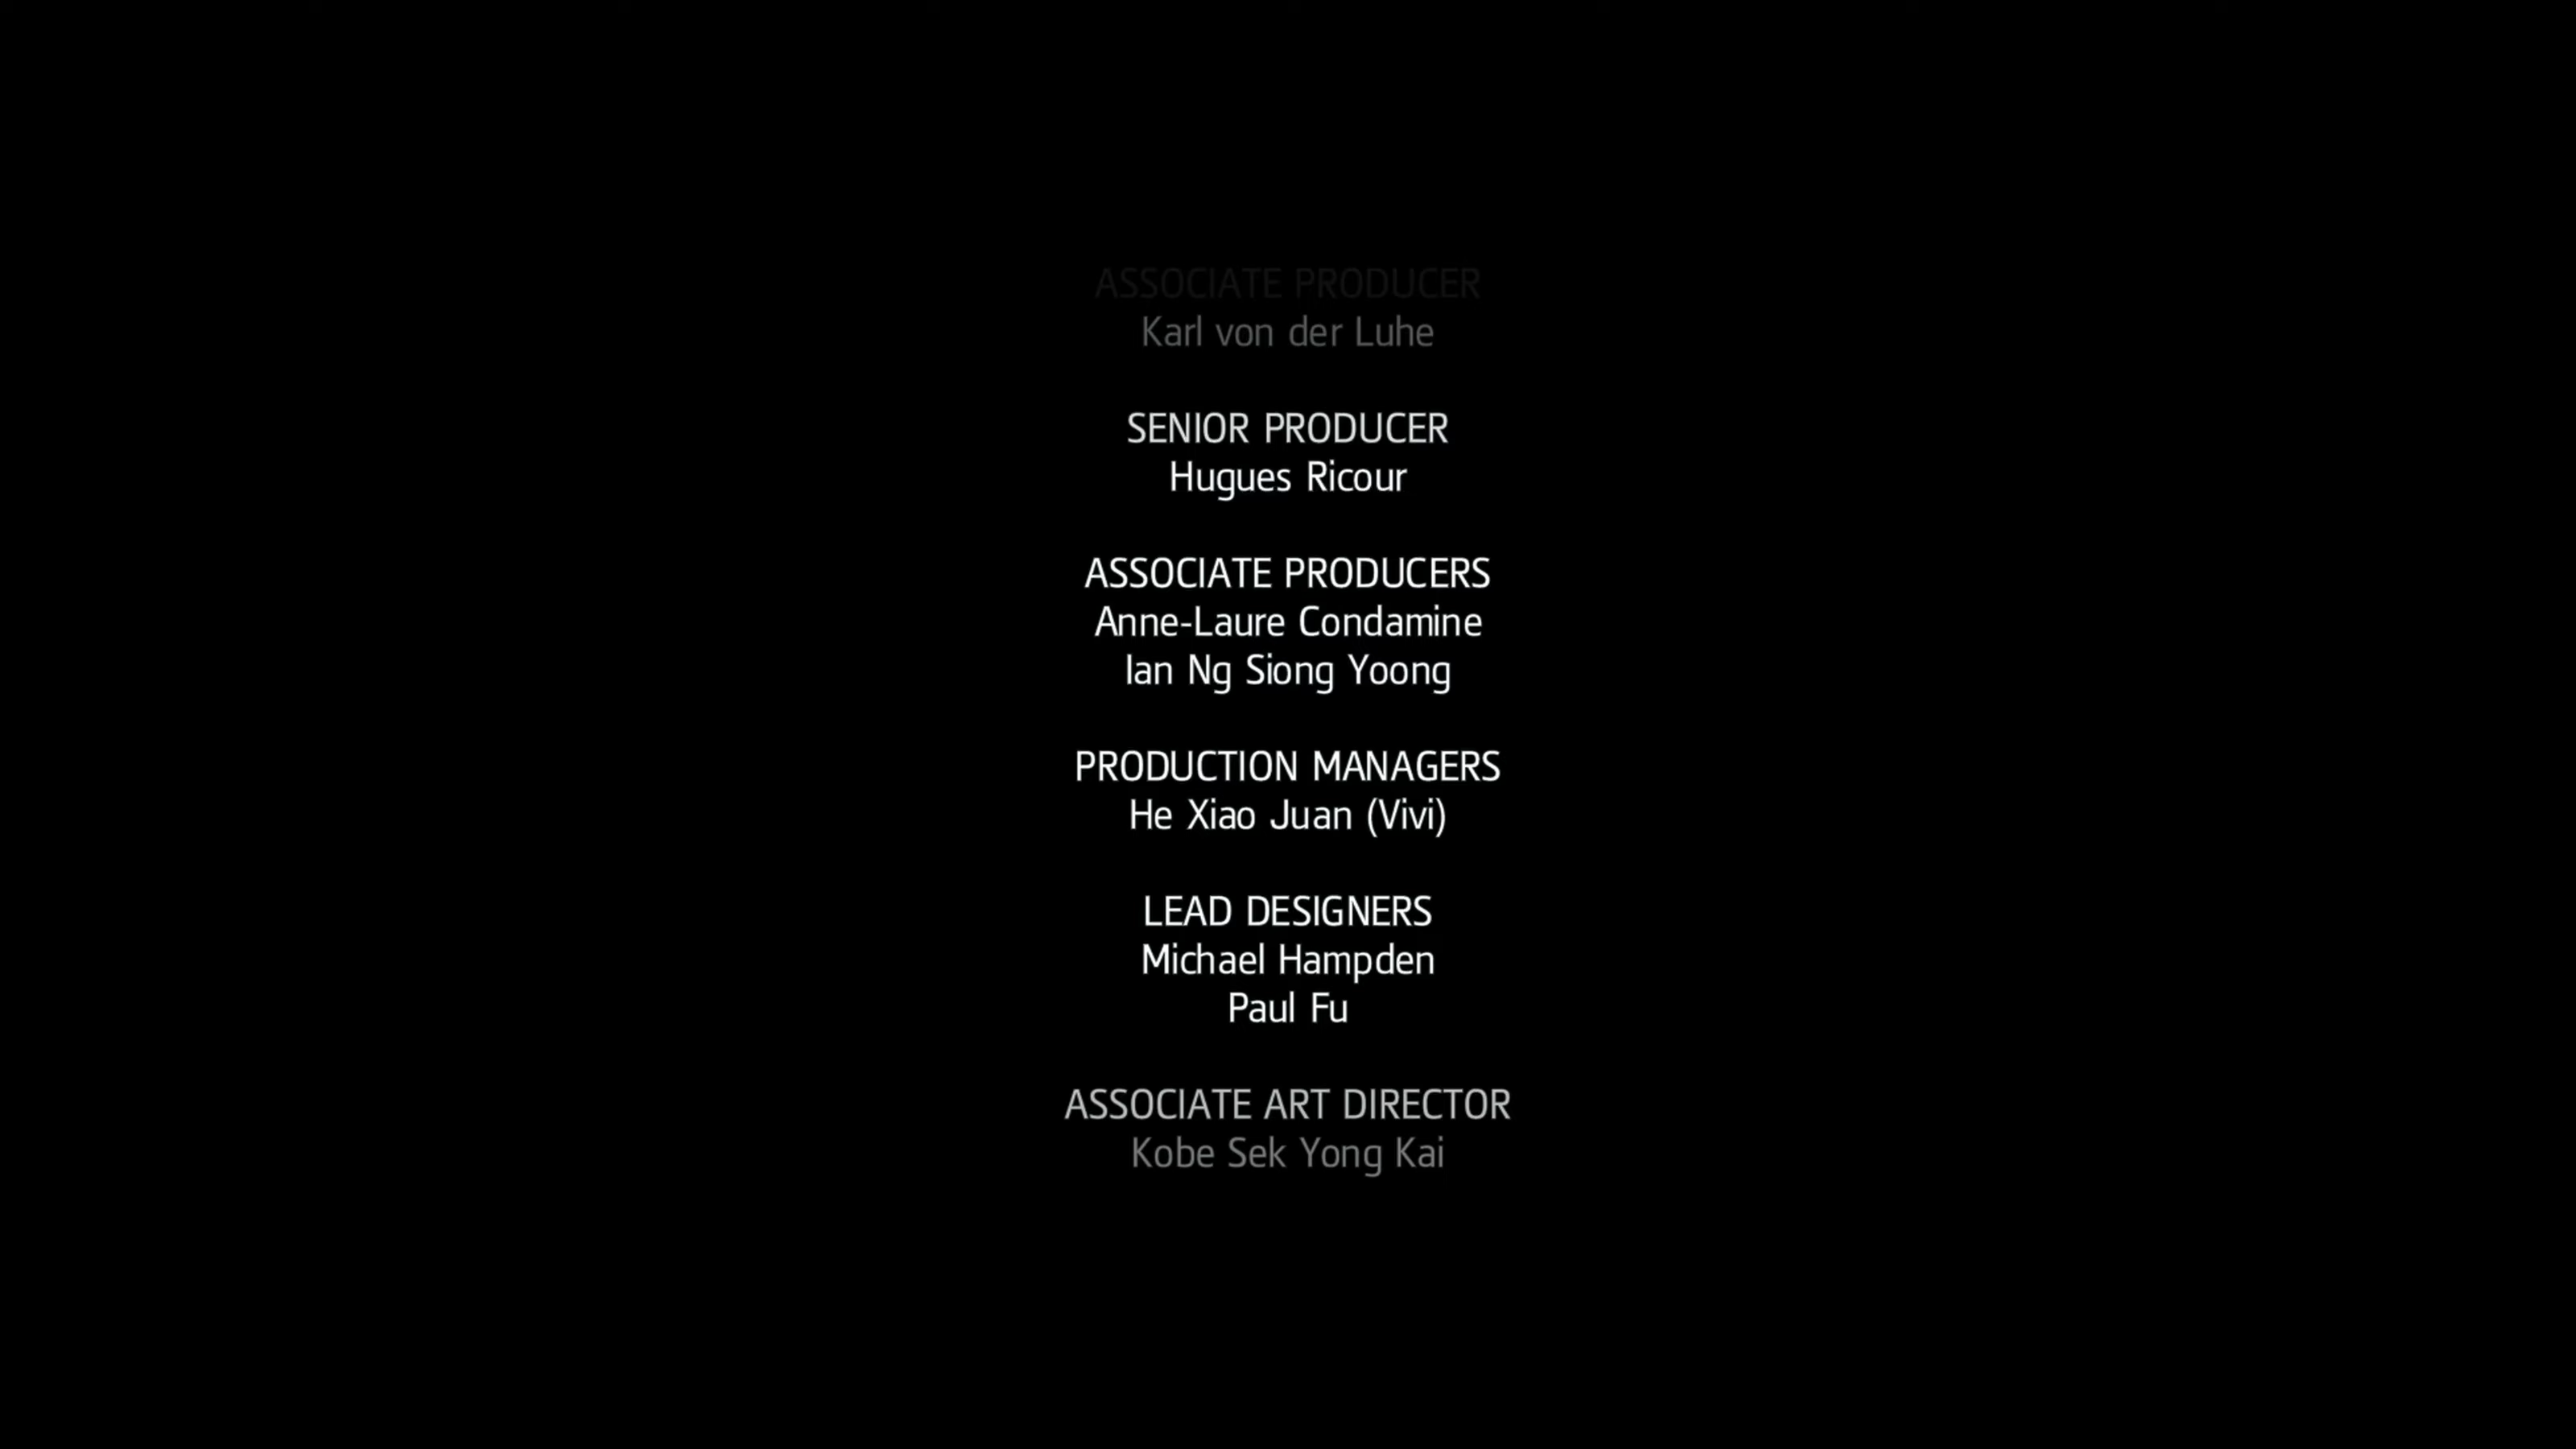 ASSOCIATE PRODUCER
Karl von der Luhe
SENIOR PRODUCER
Hugues Ricour
ASSOCIATE PRODUCERS
Anne-Laure Condamine
Ian Ng Siong Yoong
PRODUCTION MANAGERS
He Xiao Juan (Vivi)
LEAD DESIGNERS
Michael Hampden
Paul Fu
ASSOCIATE ART DIRECTOR
Kobe Sek Yong Kai